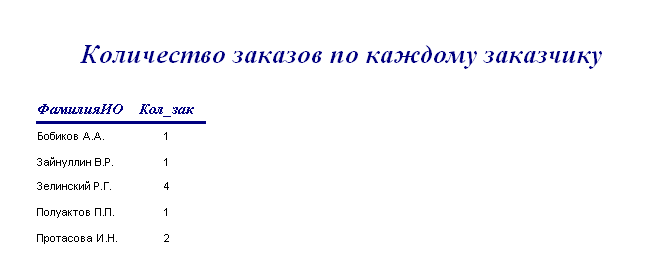 Количество заказов по каждому заказчику
ФамилияИО Кол_зак
Бобиков А.А. 1
Зайнуллин В.Р. 1
Зелинский Р.Г. 4
Полуактов П.П. 1
Протасова И.Н. 2